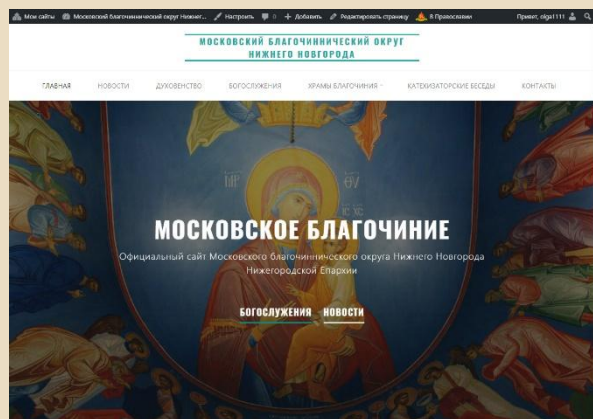 Мои сайты Московский благочиннический округ Нижег... Настроить 0 Добавить Редактировать страницу В Православии Привет, olga1111
МОСКОВСКИЙ БЛАГОЧИННИЧЕСКИЙ ОКРУГ
НИЖНЕГО НОВГОРОДА
ГЛАВНАЯ НОВОСТИ ДУХОВЕНСТВО БОГОСЛУЖЕНИЯ ХРАМЫ БЛАГОЧИНИЯ КАТЕХИЗАТОРСКИЕ БЕСЕДЫ КОНТАКТЫ
МОСКОВСКОЕ БЛАГОЧИНИЕ
Официальный сайт Московского благочиннического округа Нижнего Новгорода
Нижегородской Епархии
БОГОСЛУЖЕНИЯ НОВОСТИ